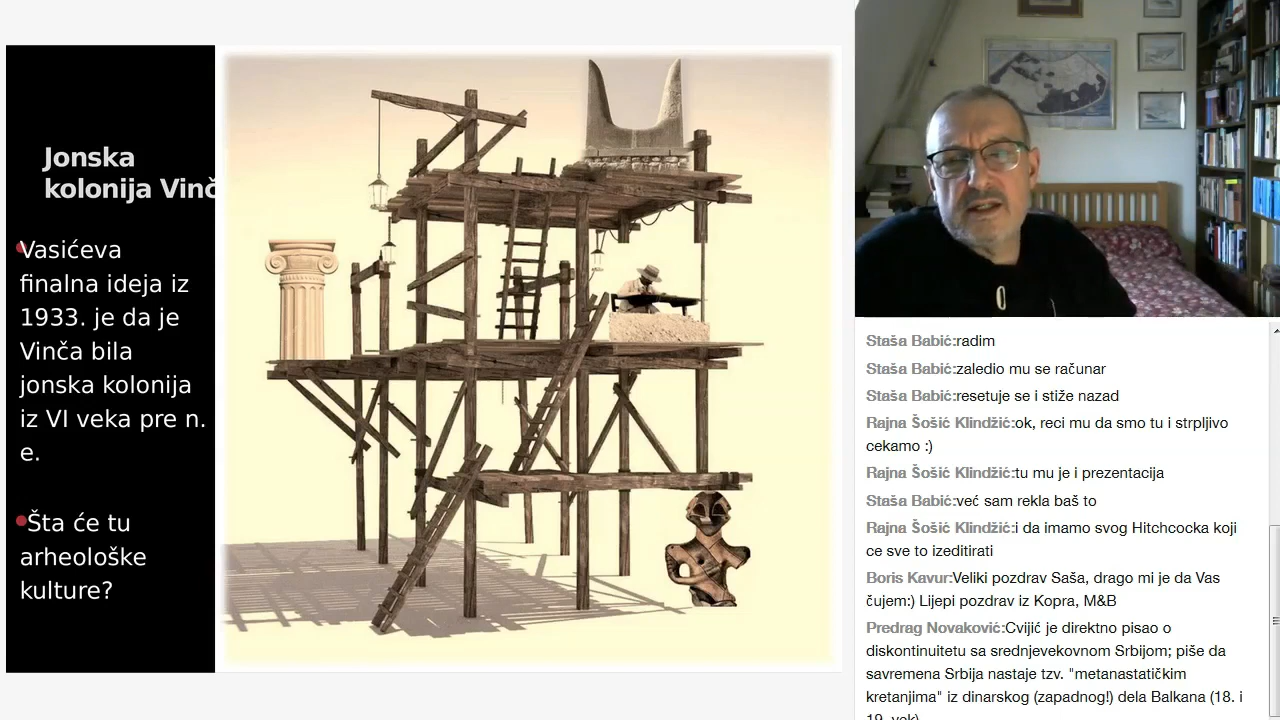 Jonska
kolonija Vinč
Vasićeva
finalna ideja iz
1933. je da je
Vinča bila
jonska kolonija
iz VI veka pre n.
e.
Šta će tu
arheološke
kulture?
Staša Babić:radim
Staša Babić:zaledio mu se računar
Staša Babić:resetuje se i stiže nazad
Rajna Šošić Klindžić:ok, reci mu da smo tu i strpljivo
cekamo :)
Rajna Šošić Klindžić:tu mu je i prezentacija
Staša Babić:već sam rekla baš to
Rajna Šošić Klindžić:i da imamo svog Hitchcocka koji
ce sve to izeditirati
Boris Kavur:Veliki pozdrav Saša, drago mi je da Vas
čujem:) Lijepi pozdrav iz Kopra, M&B
Predrag Novaković:Cvijić je direktno pisao o
diskontinuitetu sa srednjevekovnom Srbijom; piše da
savremena Srbija nastaje tzv. "metanastatičkim
kretanjima" iz dinarskog (zapadnog!) dela Balkana (18. i
19. vek)